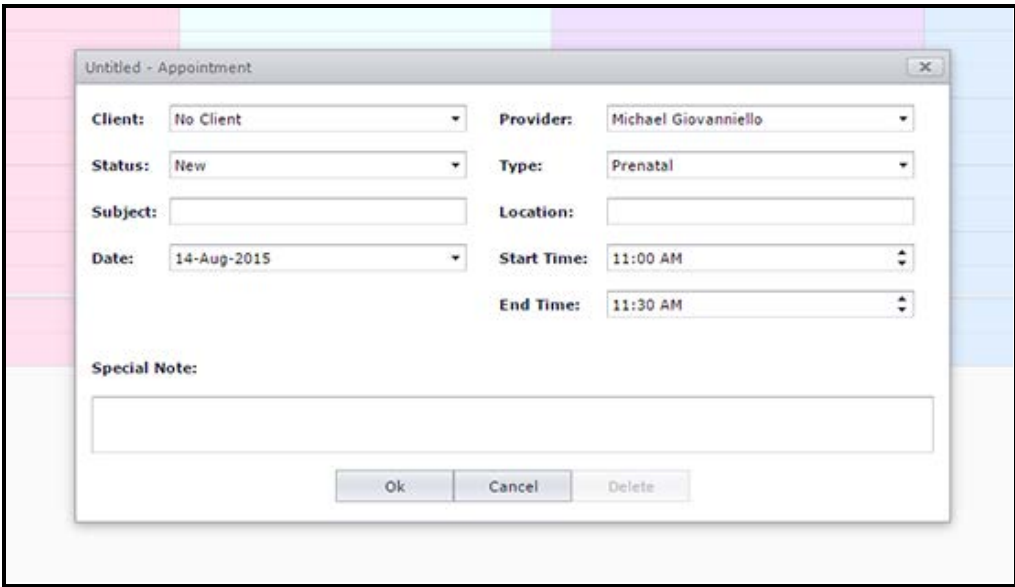 Untitled - Appointment
Client: No Client Provider: Michael Giovanniello
Status: New Type: Prenatal
Subject: Location:
Date: 14-Aug-2015 Start Time: 11:00 AM
End Time: 11:30 AM
Special Note:
Ok Cancel Delete